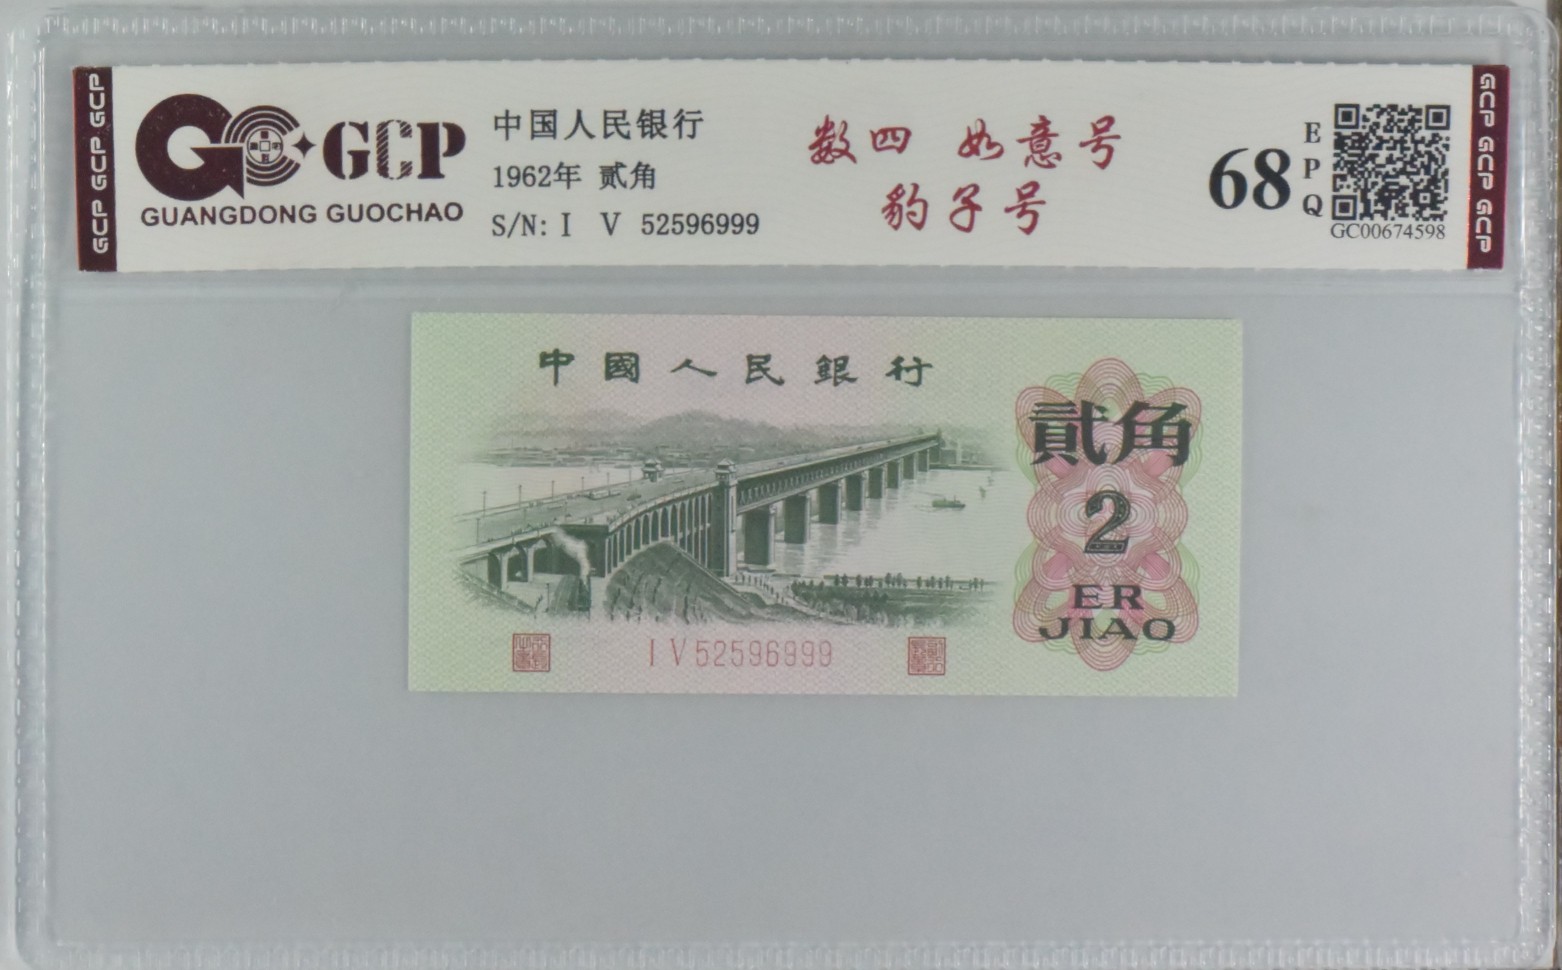 GCP GCP GCP
GCP
GUANGDONG GUOCHAO
中国人民银行
1962年 贰角
S/N: I V 52596999
数四 如意号
豹子号
68
EPQ
GC00674598
GCP GCP GCP
中國人民銀行
貳角
2
ER
JIAO
I V 52596999